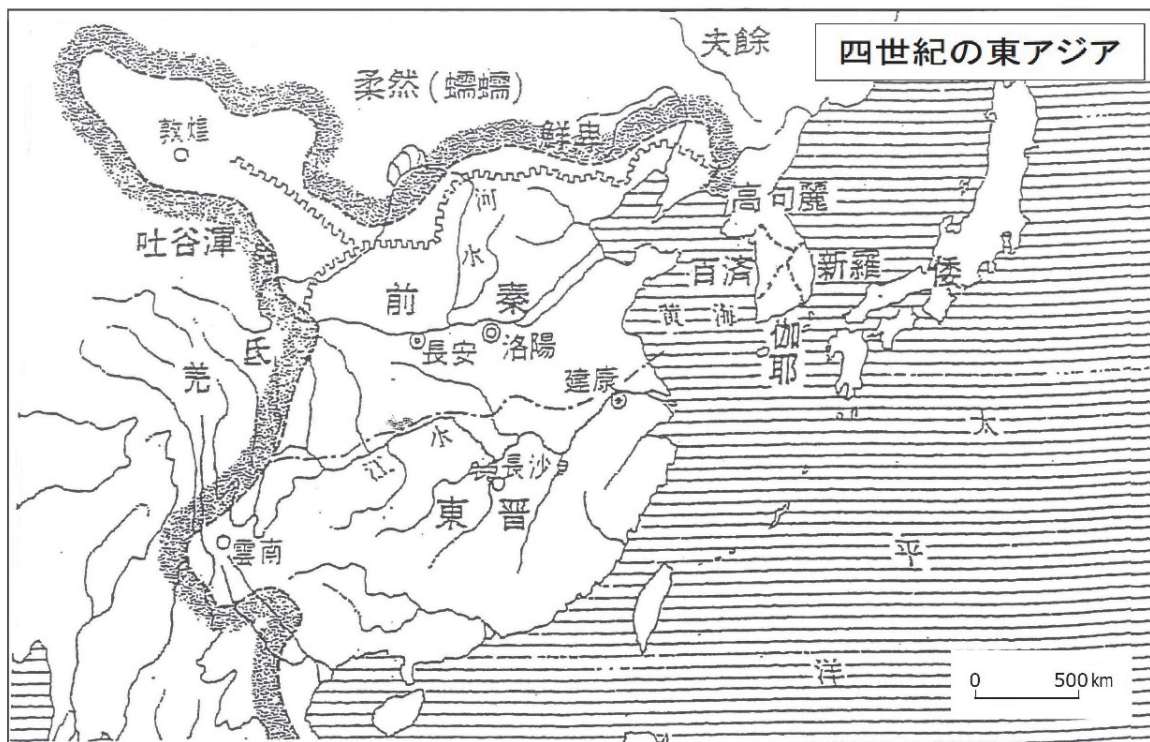 四世紀の東アジア
夫餘
柔然(蠕蠕)
鮮卑
敦煌
高句麗
吐谷渾
河
水
百済
新羅
倭
前
秦
黄海
伽耶
氐
羌
長安
洛陽
建康
江
水
長沙
東
晋
雲南
太
平
洋
0 500km